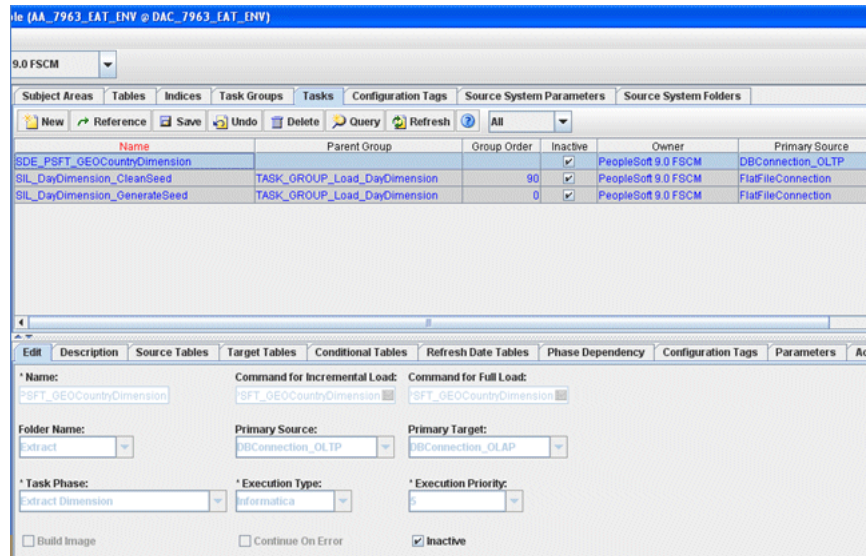 le (AA_7963_EAT_ENV @ DAC_7963_EAT_ENV)
9.0 FSCM
Subject Areas Tables Indices Task Groups Tasks Configuration Tags Source System Parameters Source System Folders
New Reference Save Undo Delete Query Refresh ? All
Name Parent Group Group Order Inactive Owner Primary Source
SDE_PSFT_GEOCountryDimension PeopleSoft 9.0 FSCM DBConnection_OLTP
SIL_DayDimension_CleanSeed TASK_GROUP_Load_DayDimension 90 PeopleSoft 9.0 FSCM FlatFileConnection
SIL_DayDimension_GenerateSeed TASK_GROUP_Load_DayDimension 0 PeopleSoft 9.0 FSCM FlatFileConnection
Edit Description Source Tables Target Tables Conditional Tables Refresh Date Tables Phase Dependency Configuration Tags Parameters Ac
* Name: Command for Incremental Load: Command for Full Load:
PSFT_GEOCountryDimension SFT_GEOCountryDimension SFT_GEOCountryDimension
Folder Name: Primary Source: Primary Target:
Extract DBConnection_OLTP DBConnection_OLAP
* Task Phase: * Execution Type: * Execution Priority:
Extract Dimension Informatica 5
Build Image Continue On Error Inactive